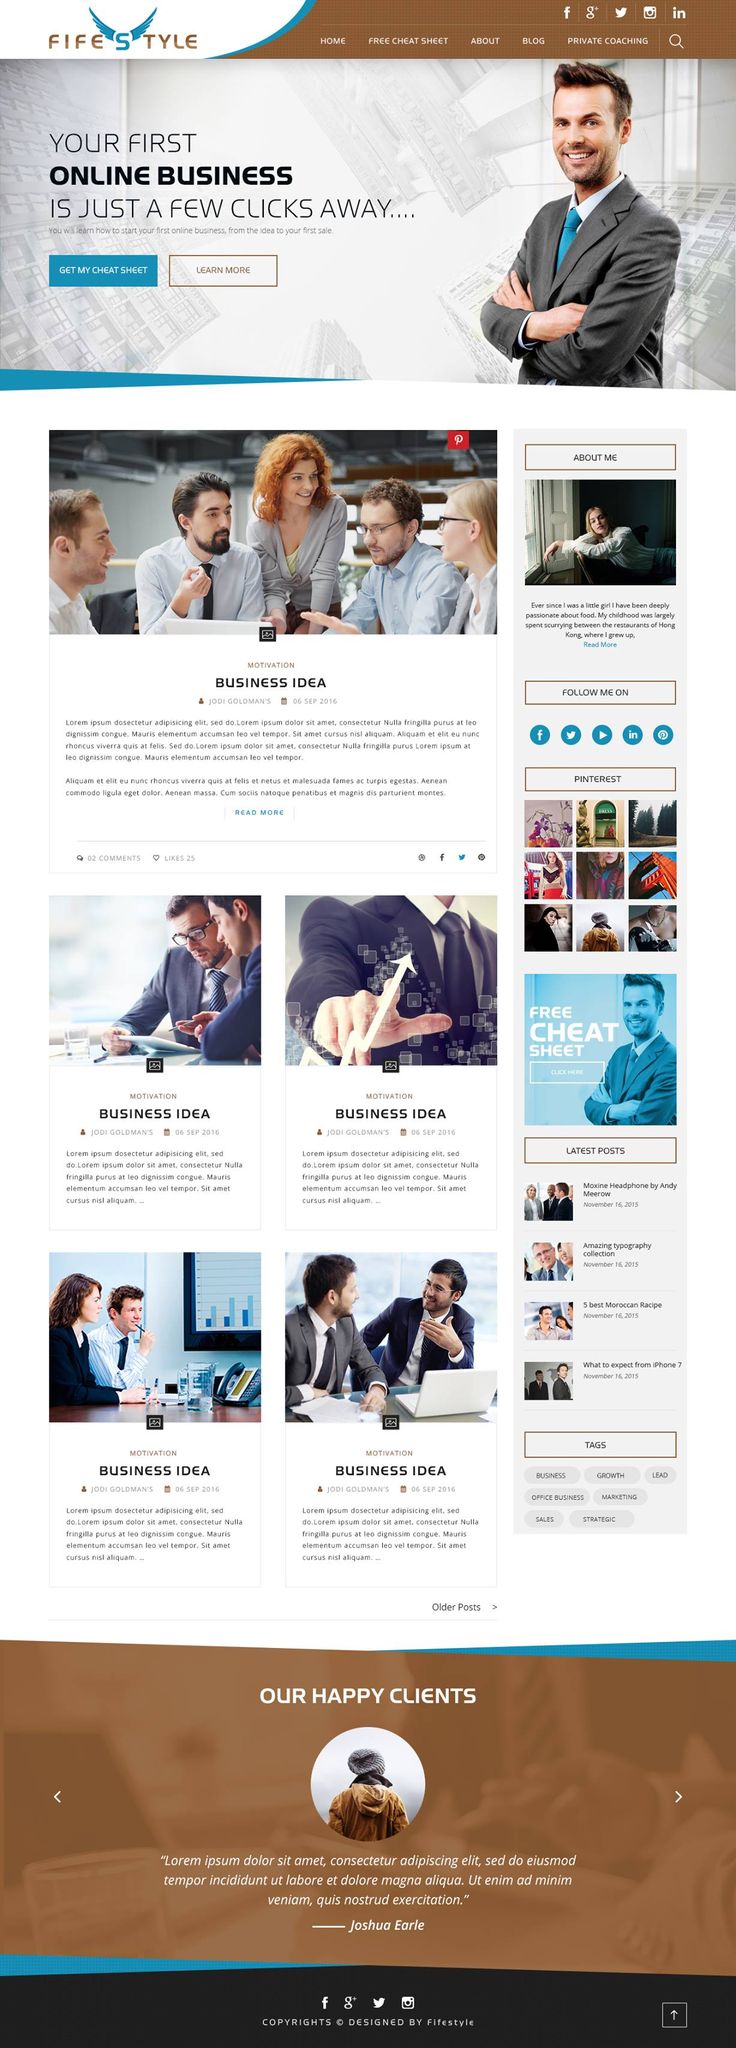 FIFESTYLE
HOME FREE CHEAT SHEET ABOUT BLOG PRIVATE COACHING
YOUR FIRST
ONLINE BUSINESS
IS JUST A FEW CLICKS AWAY....
You will learn how to start your first online business, from the idea to your first sale.
GET MY CHEAT SHEET
LEARN MORE
MOTIVATION
BUSINESS IDEA
JODI GOLDMAN'S 06 SEP 2016
Lorem ipsum dosectetur adipisicing elit, sed do.Lorem ipsum dolor sit amet, consectetur Nulla fringilla purus at leo
dignissim congue. Mauris elementum accumsan leo vel tempor. Sit amet cursus nisl aliquam. Aliquam et elit eu nunc
rhoncus viverra quis at felis. Sed do.Lorem ipsum dolor sit amet, consectetur Nulla fringilla purus Lorem ipsum at
leo dignissim congue. Mauris elementum accumsan leo vel tempor.
Aliquam et elit eu nunc rhoncus viverra quis at felis et netus et malesuada fames ac turpis egestas. Aenean
commodo ligula eget dolor. Aenean massa. Cum sociis natoque penatibus et magnis dis parturient montes.
READ MORE
02 COMMENTS LIKES 25
MOTIVATION
BUSINESS IDEA
JODI GOLDMAN'S 06 SEP 2016
Lorem ipsum dosectetur adipisicing elit, sed
do.Lorem ipsum dolor sit amet, consectetur Nulla
fringilla purus at leo dignissim congue. Mauris
elementum accumsan leo vel tempor. Sit amet
cursus nisl aliquam. ...
MOTIVATION
BUSINESS IDEA
JODI GOLDMAN'S 06 SEP 2016
Lorem ipsum dosectetur adipisicing elit, sed
do.Lorem ipsum dolor sit amet, consectetur Nulla
fringilla purus at leo dignissim congue. Mauris
elementum accumsan leo vel tempor. Sit amet
cursus nisl aliquam. ...
MOTIVATION
BUSINESS IDEA
JODI GOLDMAN'S 06 SEP 2016
Lorem ipsum dosectetur adipisicing elit, sed
do.Lorem ipsum dolor sit amet, consectetur Nulla
fringilla purus at leo dignissim congue. Mauris
elementum accumsan leo vel tempor. Sit amet
cursus nisl aliquam. ...
MOTIVATION
BUSINESS IDEA
JODI GOLDMAN'S 06 SEP 2016
Lorem ipsum dosectetur adipisicing elit, sed
do.Lorem ipsum dolor sit amet, consectetur Nulla
fringilla purus at leo dignissim congue. Mauris
elementum accumsan leo vel tempor. Sit amet
cursus nisl aliquam. ...
Older Posts >
ABOUT ME
Ever since I was a little girl I have been deeply
passionate about food. My childhood was largely
spent scurrying between the restaurants of Hong
Kong, where I grew up,
Read More
FOLLOW ME ON
PINTEREST
FREE
CHEAT
SHEET
CLICK HERE
LATEST POSTS
Moxine Headphone by Andy
Meerow
November 16, 2015
Amazing typography
collection
November 16, 2015
5 best Moroccan Racipe
November 16, 2015
What to expect from iPhone 7
November 16, 2015
TAGS
BUSINESS GROWTH LEAD
OFFICE BUSINESS MARKETING
SALES STRATEGIC
OUR HAPPY CLIENTS
“Lorem ipsum dolor sit amet, consectetur adipiscing elit, sed do eiusmod
tempor incididunt ut labore et dolore magna aliqua. Ut enim ad minim
veniam, quis nostrud exercitation.”
Joshua Earle
COPYRIGHTS © DESIGNED BY Fifestyle